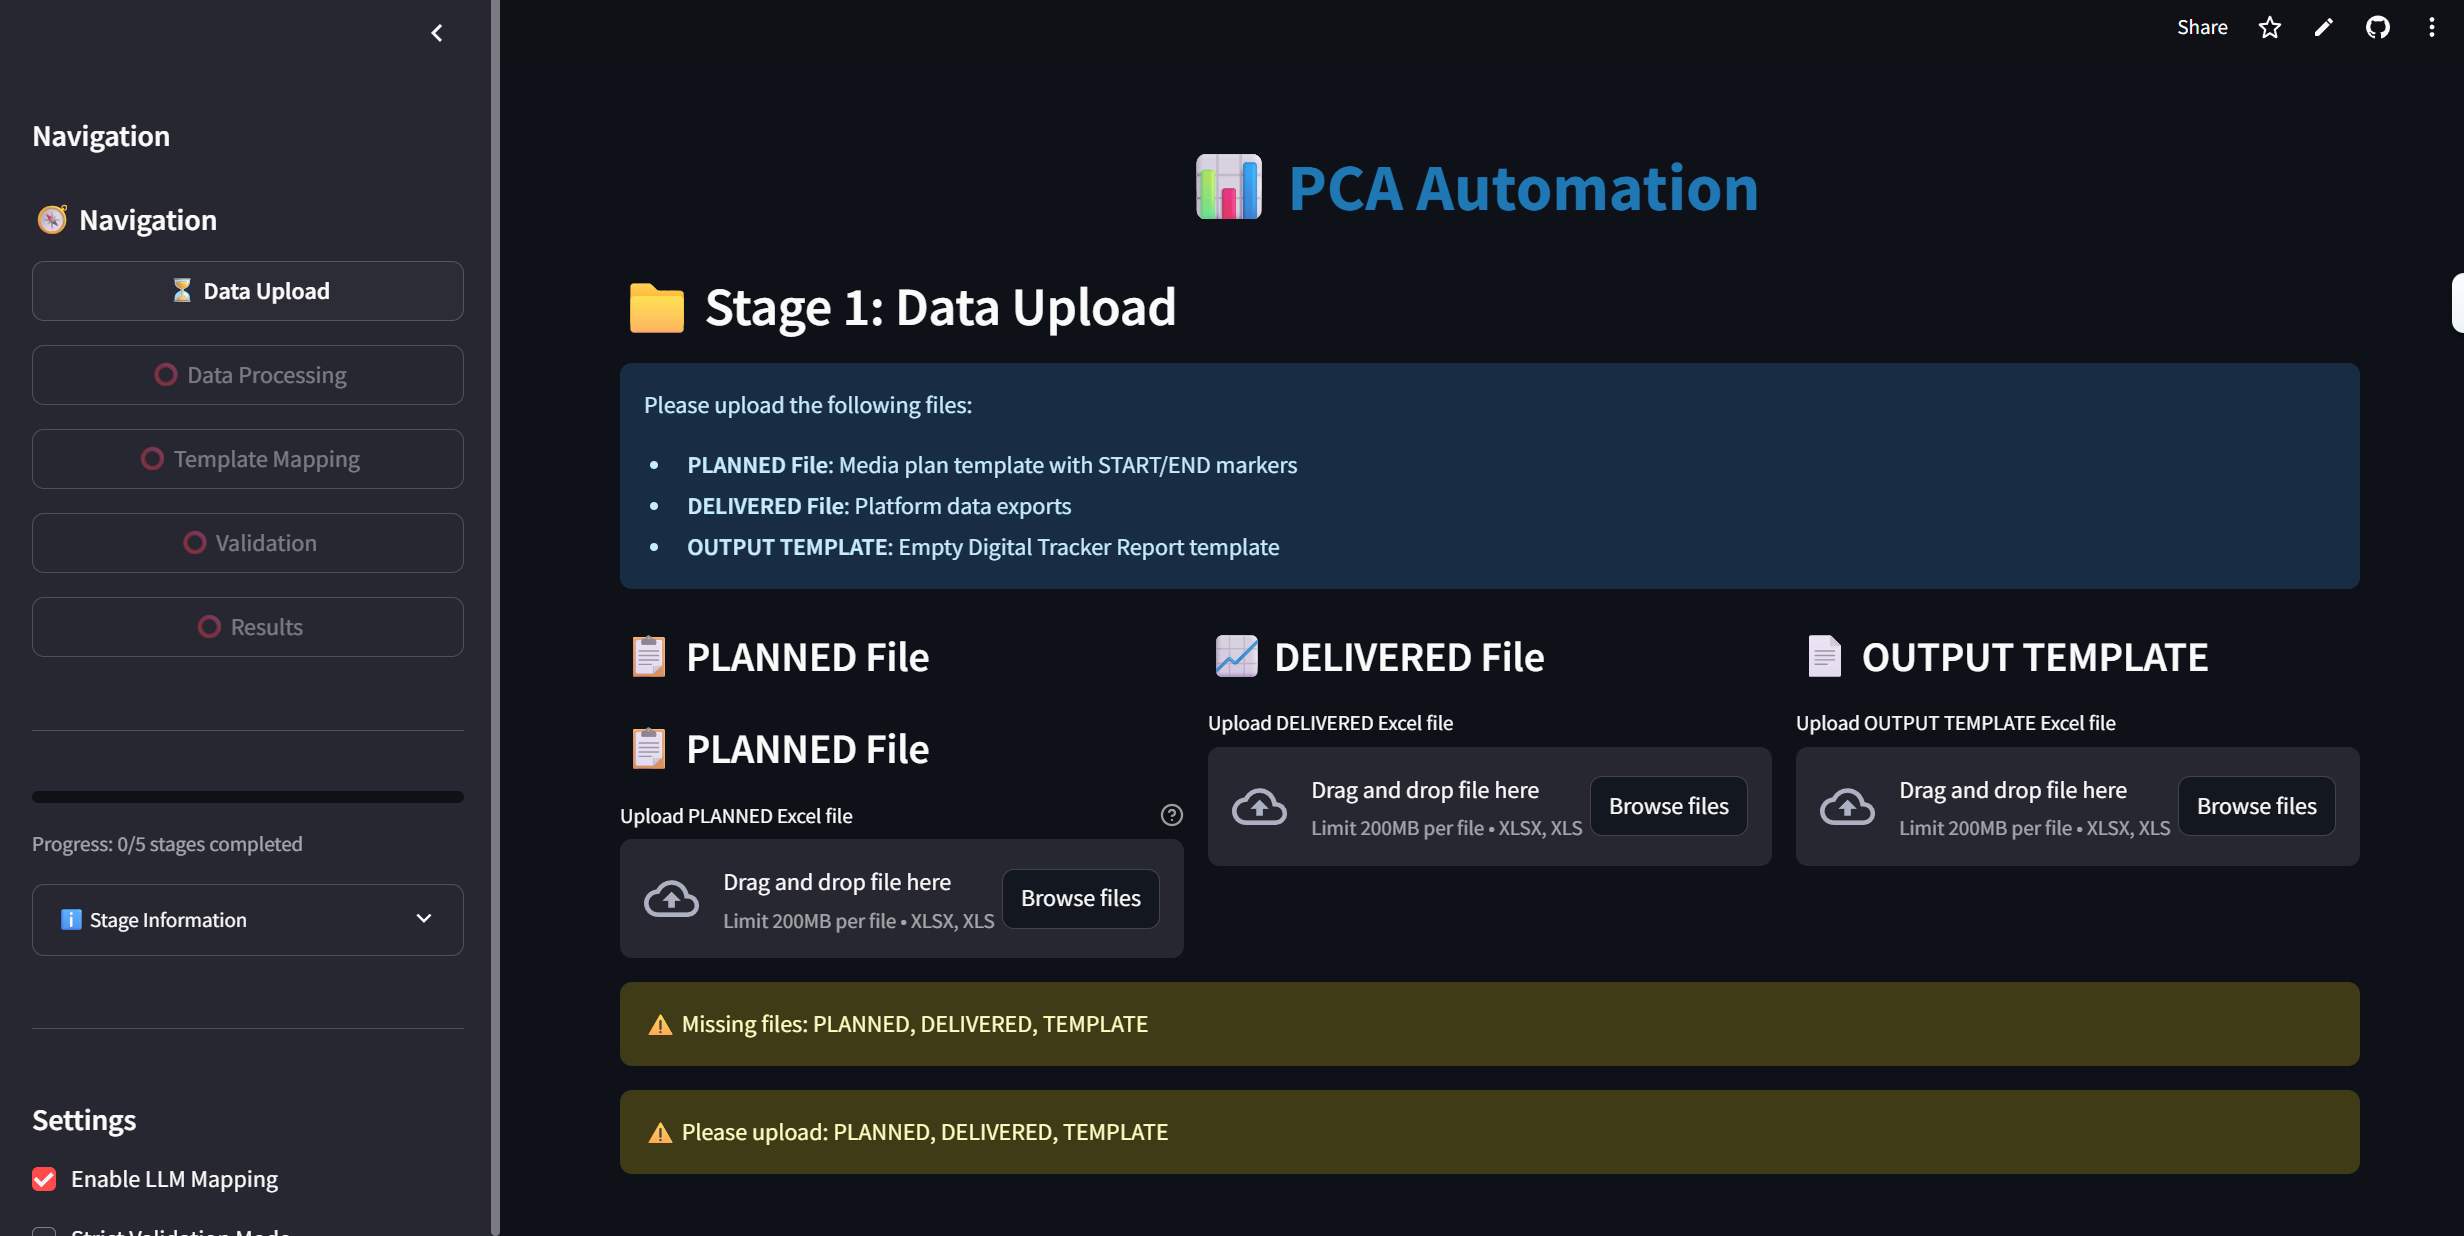 Share
Navigation
Navigation
Data Upload
Data Processing
Template Mapping
Validation
Results
Progress: 0/5 stages completed
Stage Information
Settings
Enable LLM Mapping
Strict Validation Mode
PCA Automation
Stage 1: Data Upload
Please upload the following files:
• PLANNED File: Media plan template with START/END markers
• DELIVERED File: Platform data exports
• OUTPUT TEMPLATE: Empty Digital Tracker Report template
PLANNED File
PLANNED File
Upload PLANNED Excel file
Drag and drop file here
Limit 200MB per file • XLSX, XLS
Browse files
DELIVERED File
Upload DELIVERED Excel file
Drag and drop file here
Limit 200MB per file • XLSX, XLS
Browse files
OUTPUT TEMPLATE
Upload OUTPUT TEMPLATE Excel file
Drag and drop file here
Limit 200MB per file • XLSX, XLS
Browse files
Missing files: PLANNED, DELIVERED, TEMPLATE
Please upload: PLANNED, DELIVERED, TEMPLATE